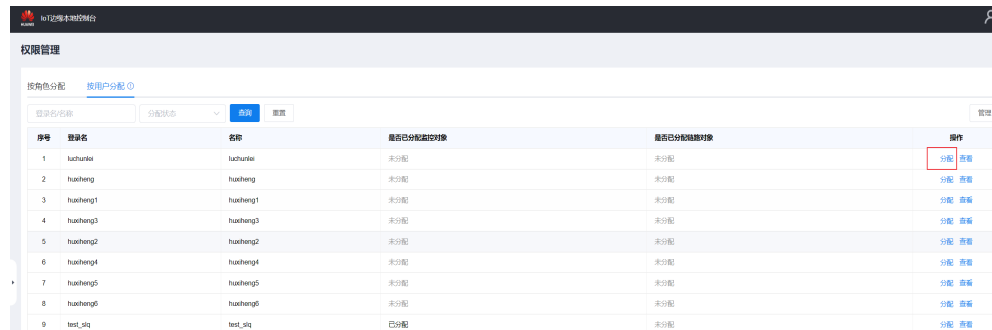 HUAWEI IoT边缘本地控制台
权限管理
按角色分配 按用户分配
登录名/名称 分配状态 查询 重置 管理
序号 登录名 名称 是否已分配监控对象 是否已分配链路对象 操作
1 luchunlei luchunlei 未分配 未分配 分配 查看
2 huxiheng huxiheng 未分配 未分配 分配 查看
3 huxiheng1 huxiheng1 未分配 未分配 分配 查看
4 huxiheng3 huxiheng3 未分配 未分配 分配 查看
5 huxiheng2 huxiheng2 未分配 未分配 分配 查看
6 huxiheng4 huxiheng4 未分配 未分配 分配 查看
7 huxiheng5 huxiheng5 未分配 未分配 分配 查看
8 huxiheng6 huxiheng6 未分配 未分配 分配 查看
9 test_slq test_slq 已分配 未分配 分配 查看